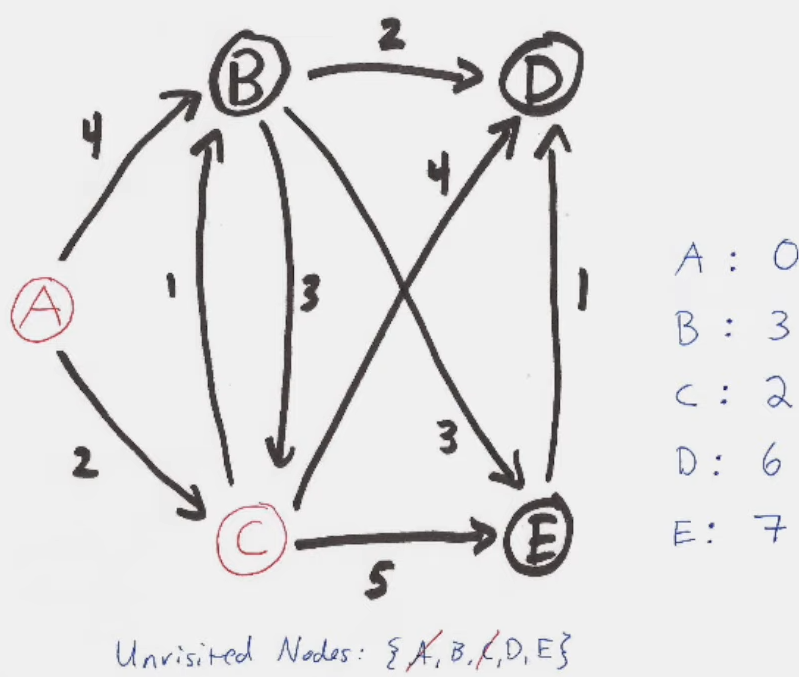 2
B
D
4
4
A : 0
1
3
1
B : 3
A
C : 2
2
3
D : 6
C
E
E : 7
5
Unvisited Nodes: {A, B, C, D, E}